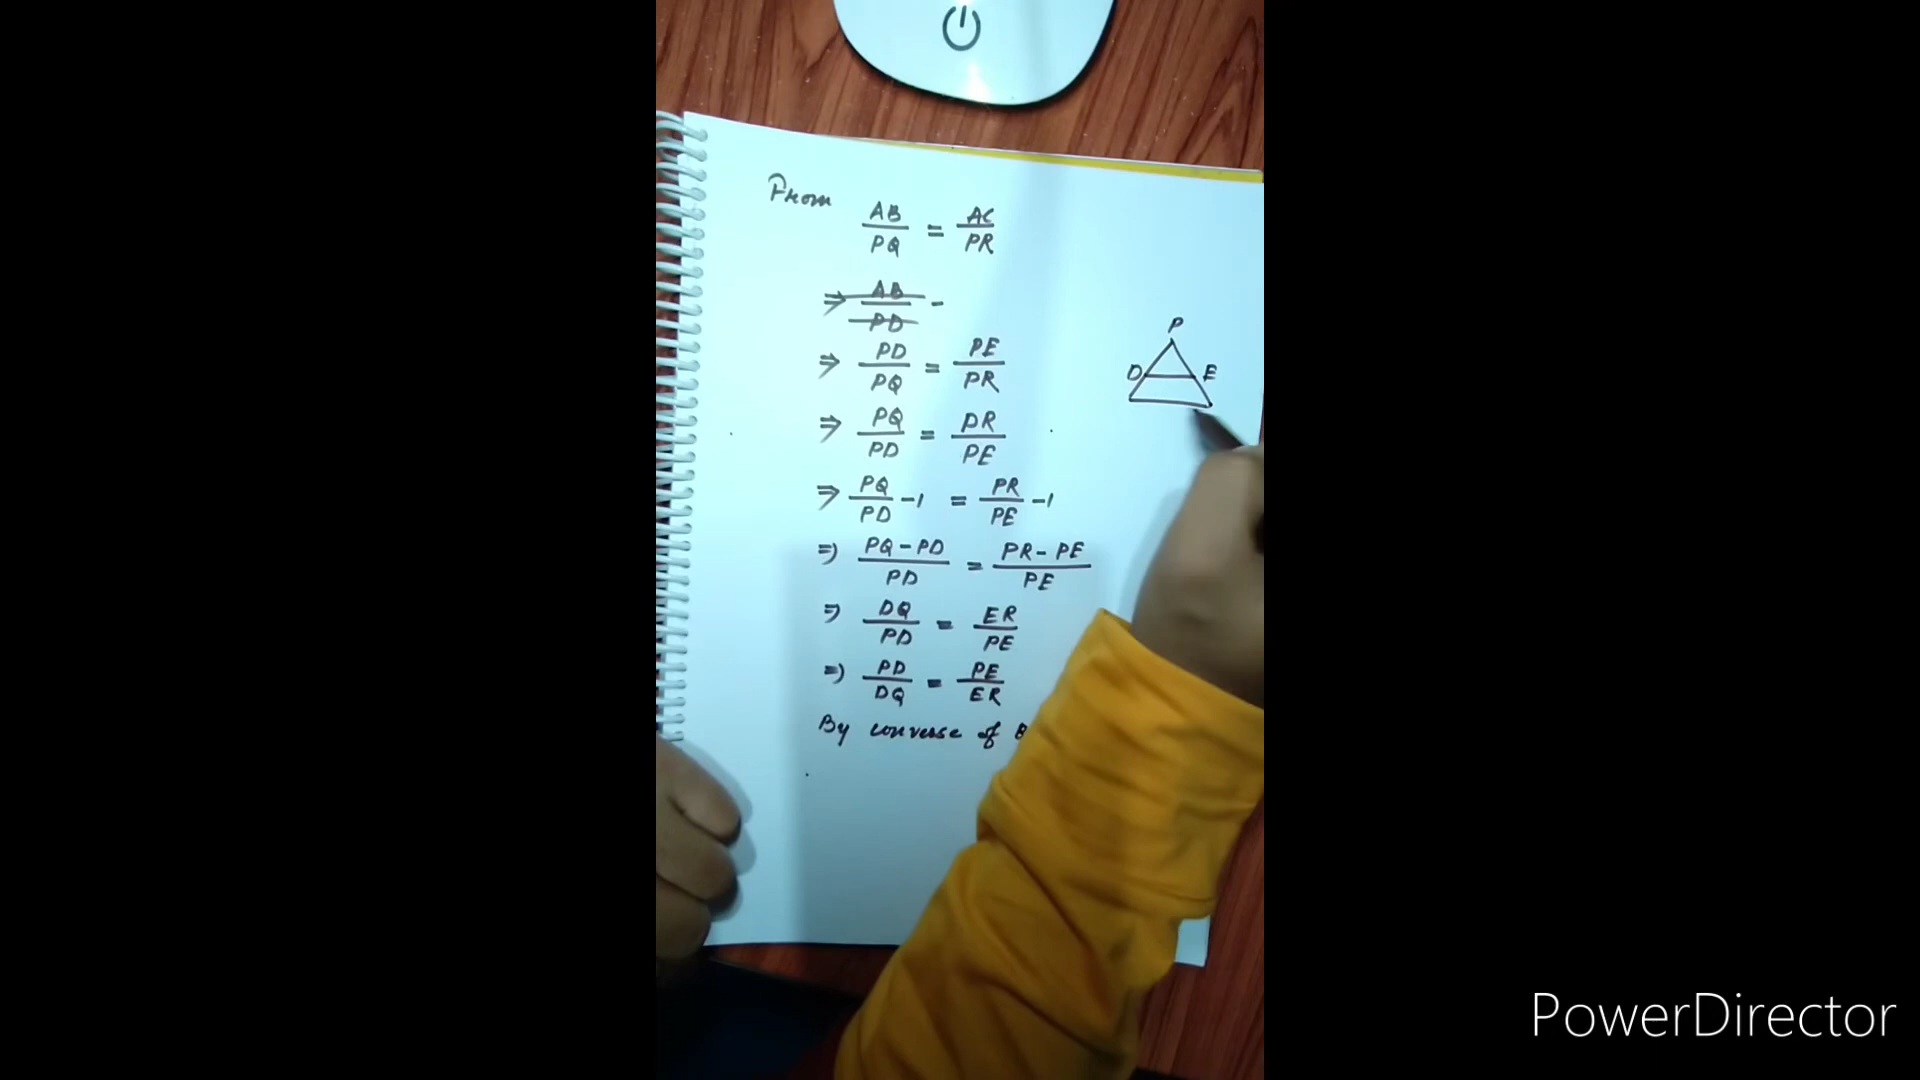 From
AB/PQ = AC/PR
⇒ AB/PD -
⇒ PD/PQ = PE/PR
⇒ PQ/PD = PR/PE
⇒ PQ/PD -1 = PR/PE -1
⇒ PQ-PD/PD = PR-PE/PE
⇒ DQ/PD = ER/PE
⇒ PD/DQ = PE/ER
By converse of B
P
D E
PowerDirector